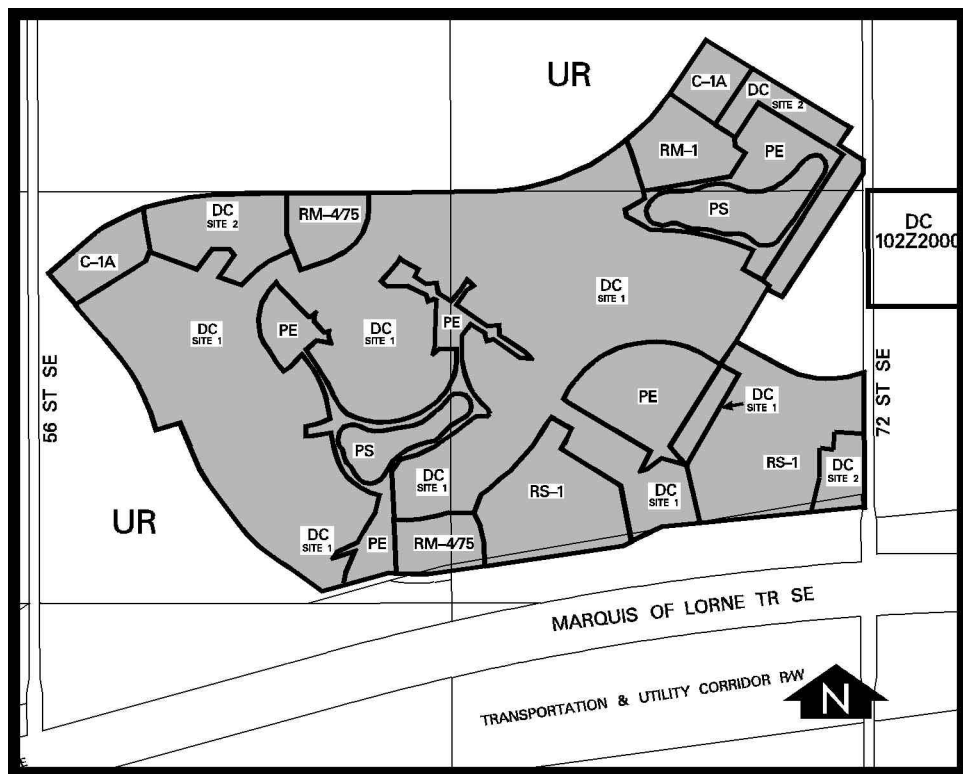 UR
C-1A
DC
SITE 2
RM-1
PE
PS
DC
SITE 2
RM-4/75
DC
102Z2000
C-1A
DC
SITE 1
DC
SITE 1
PE
DC
SITE 1
PE
56 ST SE
72 ST SE
PE
DC
SITE 1
PS
DC
SITE 1
RS-1
DC
SITE 1
RS-1
DC
SITE 2
UR
DC
SITE 1
PE
RM-4/75
MARQUIS OF LORNE TR SE
TRANSPORTATION & UTILITY CORRIDOR R/W
N
E